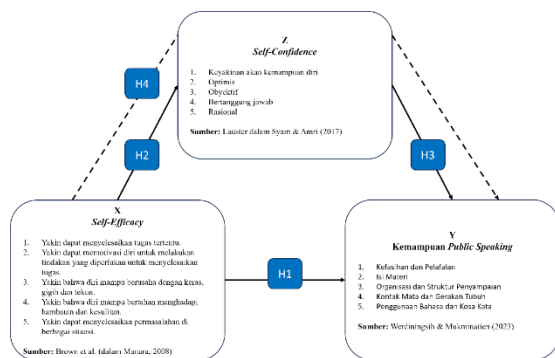 Z
Self-Confidence
1. Keyakinan akan kemampuan diri
2. Optimis
3. Obyektif
4. Bertanggung jawab
5. Rasional
Sumber: Lauster dalam Syam & Amri (2017)
H4
H2
H3
X
Self-Efficacy
1. Yakin dapat menyelesaikan tugas tertentu.
2. Yakin dapat memotivasi diri untuk melakukan
tindakan yang diperlukan untuk menyelesaikan
tugas.
3. Yakin bahwa diri mampu berusaha dengan keras,
gigih dan tekun.
4. Yakin bahwa diri mampu bertahan menghadapi
hambatan dan kesulitan.
5. Yakin dapat menyelesaikan permasalahan di
berbagai situasi.
Sumber: Brown et al. (dalam Manara, 2008)
H1
Y
Kemampuan Public Speaking
1. Kefasihan dan Pelafalan
2. Isi Materi
3. Organisasi dan Struktur Penyampaian
4. Kontak Mata dan Gerakan Tubuh
5. Penggunaan Bahasa dan Kosa Kata
Sumber: Werdiningsih & Mukminatien (2023)